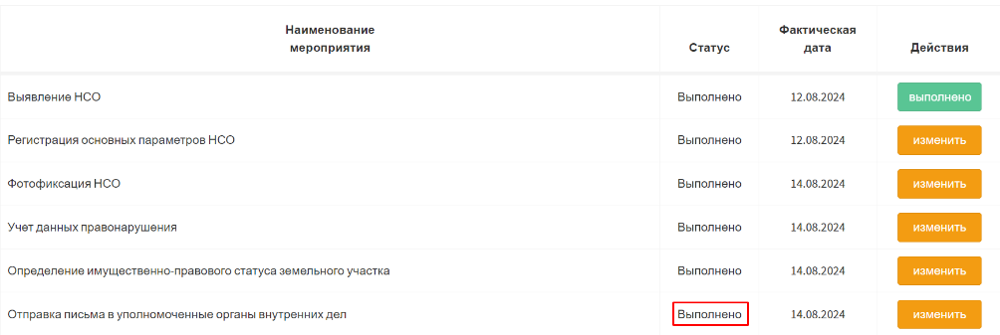 Наименование
мероприятия
Статус
Фактическая
дата
Действия
Выявление НСО Выполнено 12.08.2024 выполнено
Регистрация основных параметров НСО Выполнено 12.08.2024 изменить
Фотофиксация НСО Выполнено 14.08.2024 изменить
Учет данных правонарушения Выполнено 14.08.2024 изменить
Определение имущественно-правового статуса земельного участка Выполнено 14.08.2024 изменить
Отправка письма в уполномоченные органы внутренних дел Выполнено 14.08.2024 изменить